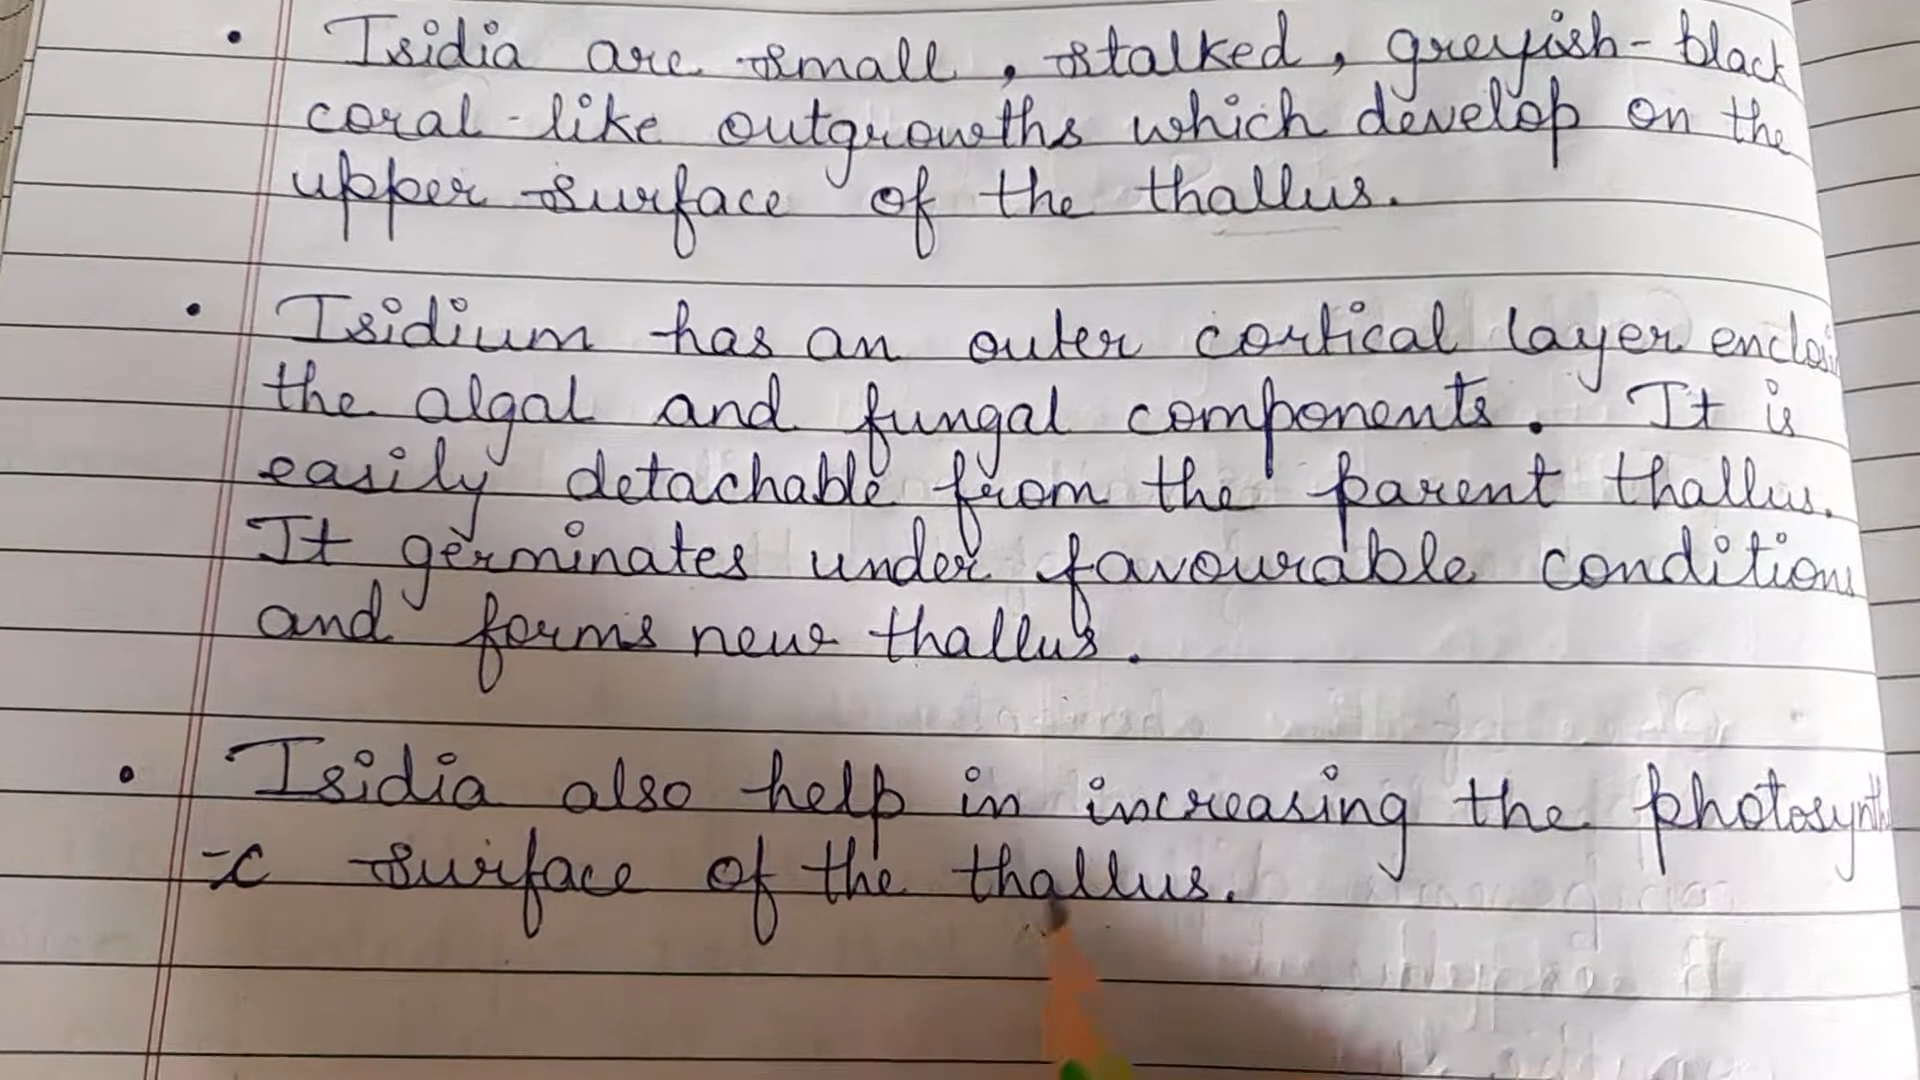 • Isidia are small, stalked, greyish-black
coral-like outgrowths which develop on the
upper surface of the thallus.
• Isidium has an outer cortical layer enclosi
the algal and fungal components. It is
easily detachable from the parent thallus.
It germinates under favourable conditions
and forms new thallus.
• Isidia also help in increasing the photosynth
-c surface of the thallus.